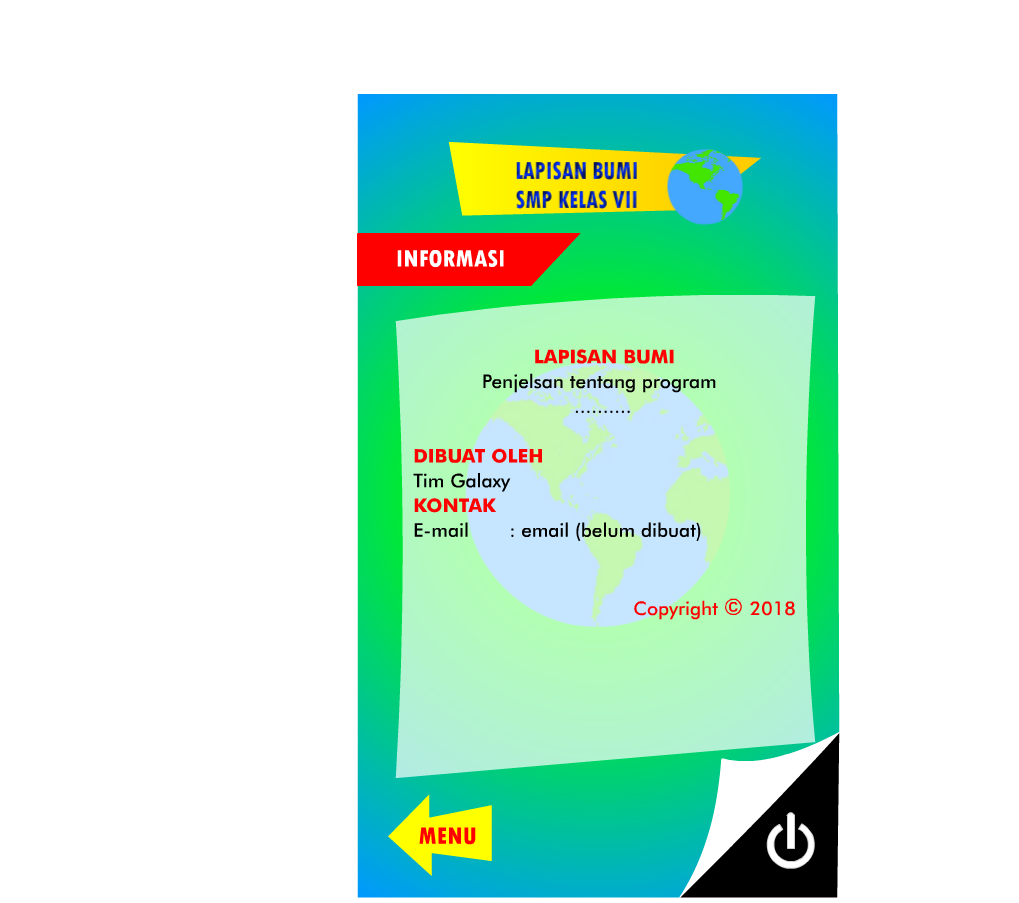 LAPISAN BUMI
SMP KELAS VII
INFORMASI
LAPISAN BUMI
Penjelsan tentang program
..........
DIBUAT OLEH
Tim Galaxy
KONTAK
E-mail : email (belum dibuat)
Copyright © 2018
MENU